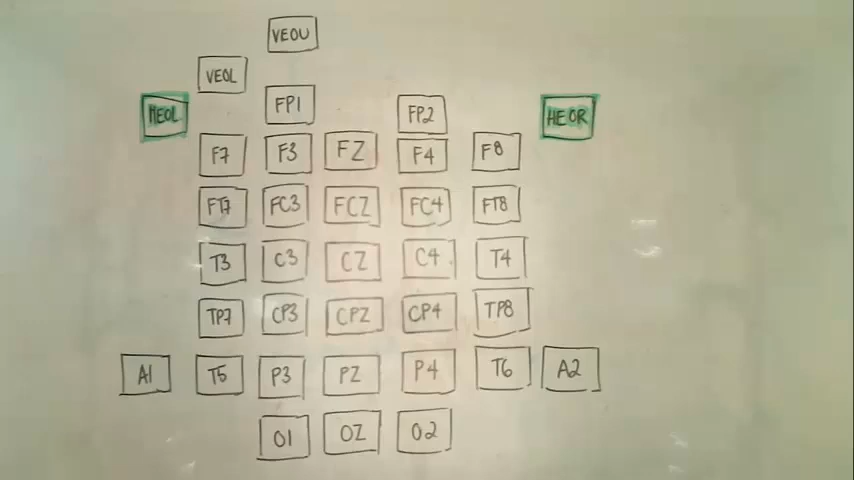 VEOU
VEOL
HEOL FP1 FP2 HEOR
F7 F3 FZ F4 F8
FT7 FC3 FCZ FC4 FT8
T3 C3 CZ C4 T4
TP7 CP3 CPZ CP4 TP8
A1 T5 P3 PZ P4 T6 A2
O1 OZ O2